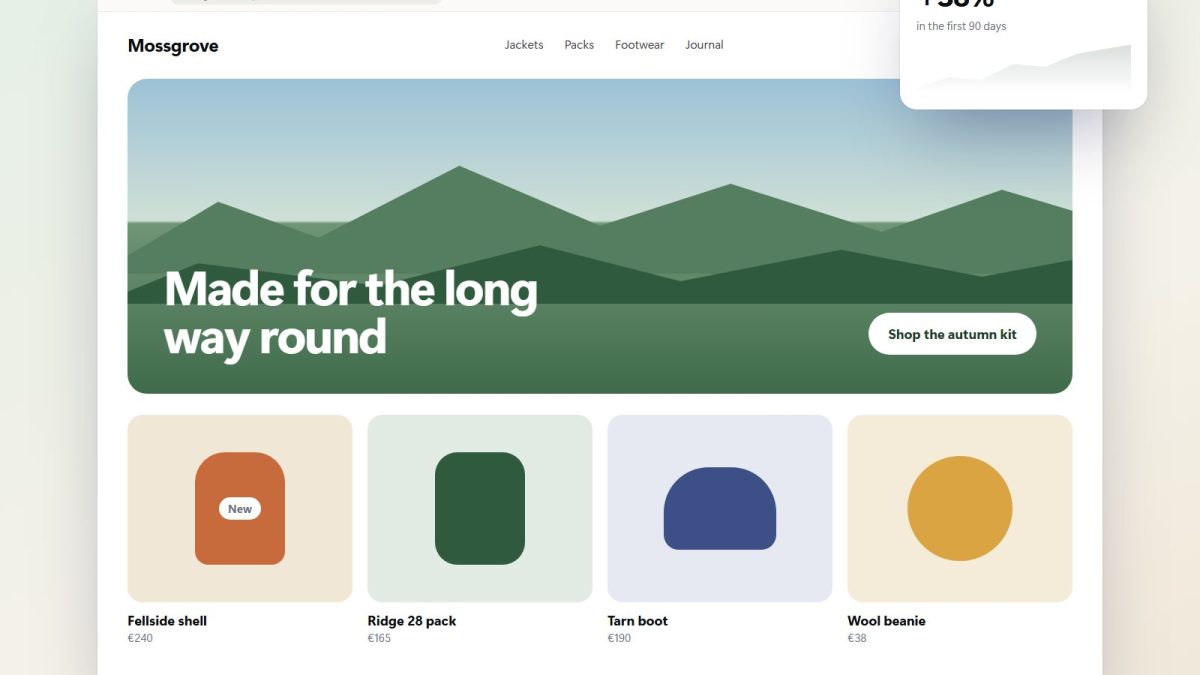 +38%
in the first 90 days
Mossgrove
Jackets Packs Footwear Journal
Made for the long
way round
Shop the autumn kit
New
Fellside shell
€240
Ridge 28 pack
€165
Tarn boot
€190
Wool beanie
€38